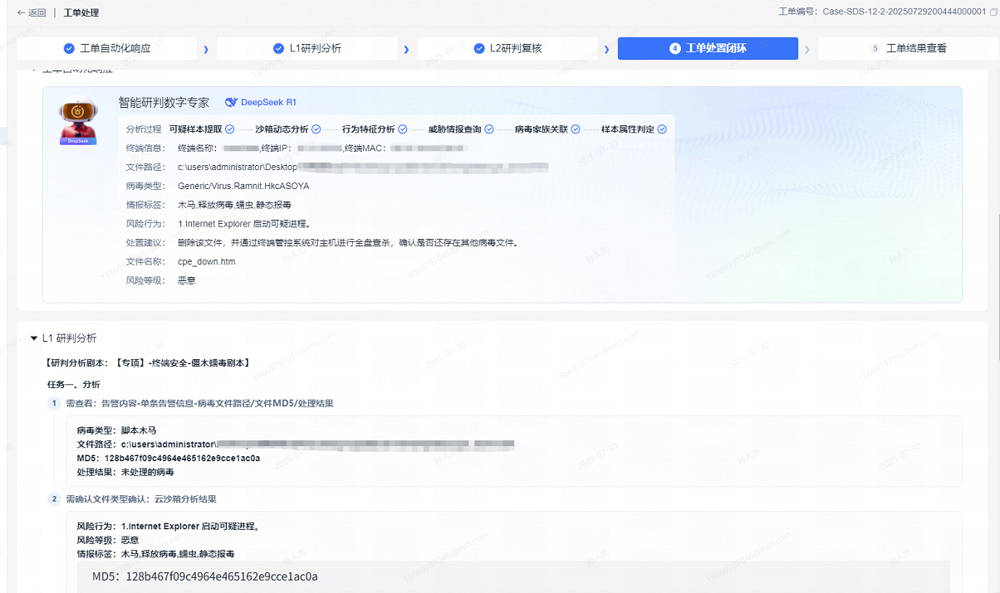 返回 | 工单处理
工单编号：Case-SDS-12-2-20250729200444000001
工单自动化响应
L1研判分析
L2研判复核
4 工单处置闭环
5 工单结果查看
工单自动化响应
智能研判数字专家 DeepSeek R1
DeepSeek
分析过程 可疑样本提取 沙箱动态分析 行为特征分析 威胁情报查询 病毒家族关联 样本属性判定
终端信息： 终端名称： ,终端IP： ,终端MAC：
文件路径： c:\users\administrator\Desktop
病毒类型： Generic/Virus.Ramnit.HkcASOYA
情报标签： 木马,释放病毒,蠕虫,静态报毒
风险行为： 1.Internet Explorer 启动可疑进程。
处置建议： 删除该文件，并通过终端管控系统对主机进行全盘查杀，确认是否还存在其他病毒文件。
文件名称： cpe_down.htm
风险等级： 恶意
L1 研判分析
【研判分析剧本：【专项】-终端安全-僵木蠕毒剧本】
任务一、分析
1 需查看：告警内容-单条告警信息-病毒文件路径/文件MD5/处理结果
病毒类型：脚本木马
文件路径：c:\users\administrator\
MD5：128b467f09c4964e465162e9cce1ac0a
处理结果：未处理的病毒
2 需确认文件类型确认：云沙箱分析结果
风险行为：1.Internet Explorer 启动可疑进程。
风险等级：恶意
情报标签：木马,释放病毒,蠕虫,静态报毒
MD5：128b467f09c4964e465162e9cce1ac0a